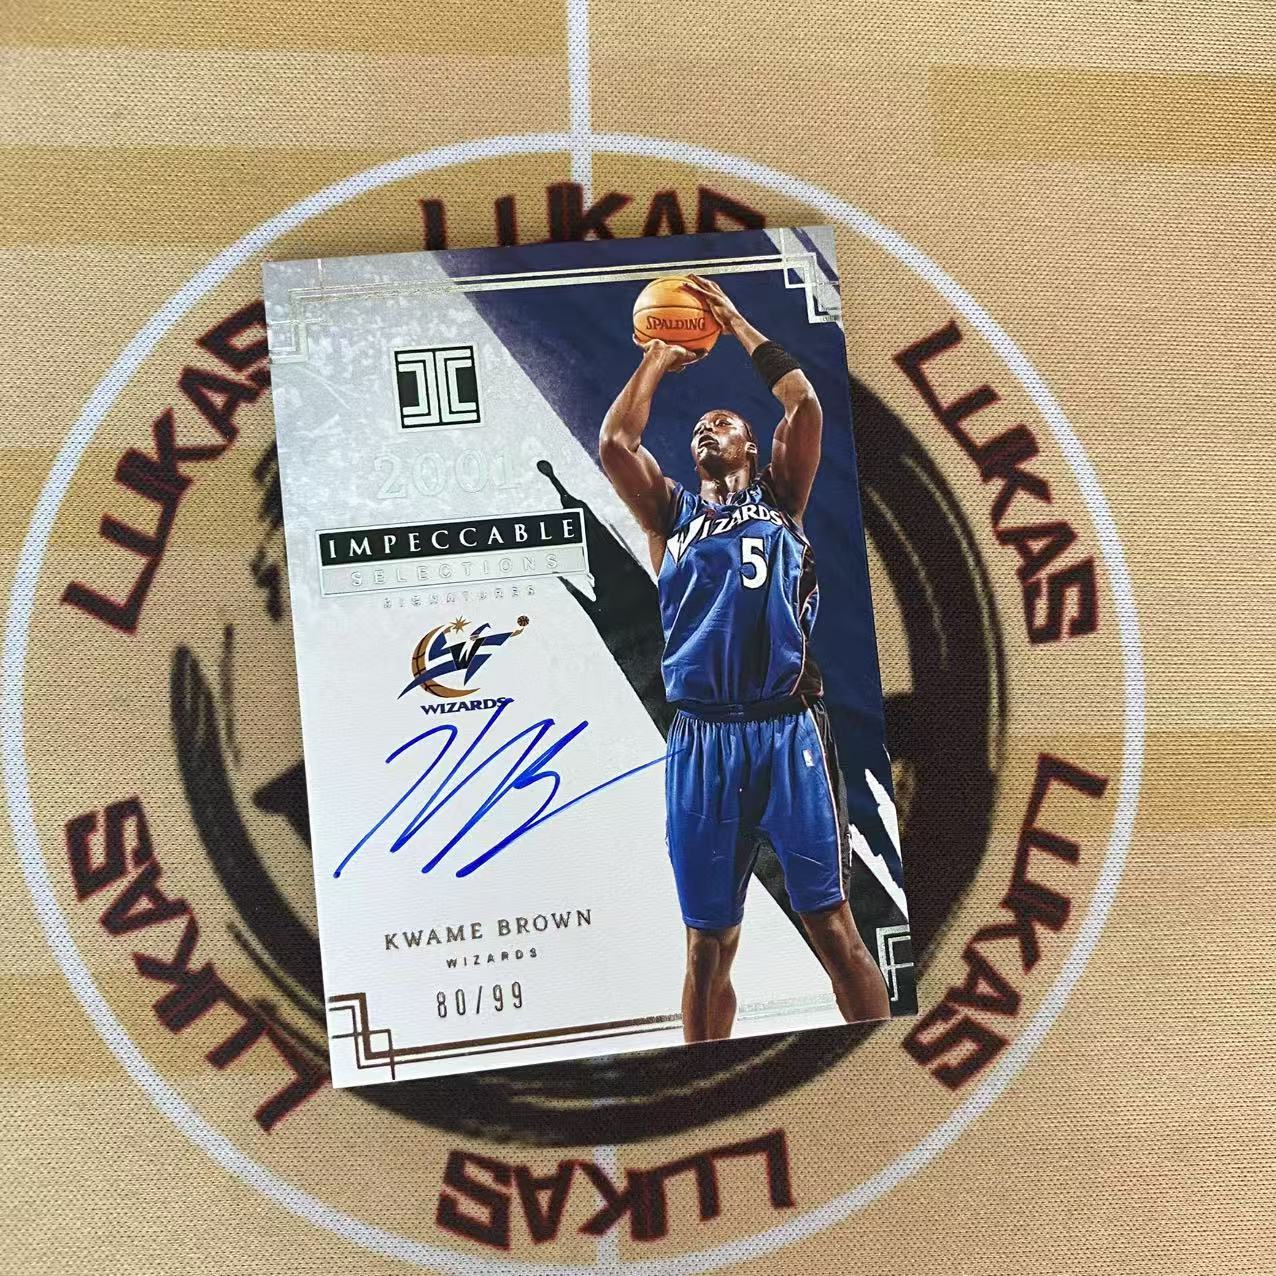 LUKAS
LUKAS
LUKAS
SPALDING
2001
IMPECCABLE
SELECTIONS
SIGNATURES
WIZARDS
5
WIZARDS
KWAME BROWN
WIZARDS
80/99
LUKAS
LUKAS
LUKAS
LUKAS